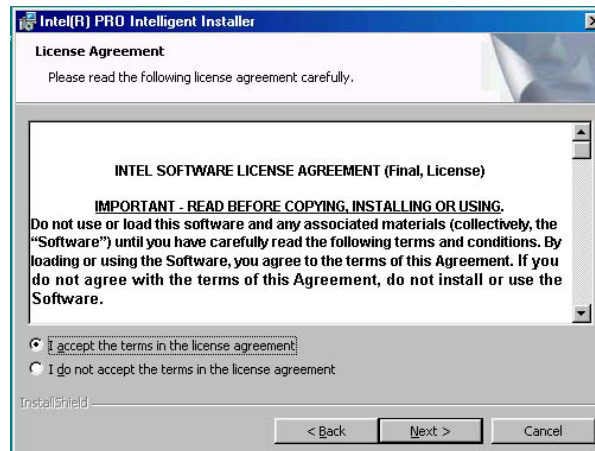 Intel(R) PRO Intelligent Installer
License Agreement
Please read the following license agreement carefully.
INTEL SOFTWARE LICENSE AGREEMENT (Final, License)
IMPORTANT - READ BEFORE COPYING, INSTALLING OR USING.
Do not use or load this software and any associated materials (collectively, the
“Software”) until you have carefully read the following terms and conditions. By
loading or using the Software, you agree to the terms of this Agreement. If you
do not agree with the terms of this Agreement, do not install or use the
Software.
I accept the terms in the license agreement
I do not accept the terms in the license agreement
InstallShield
< Back
Next >
Cancel